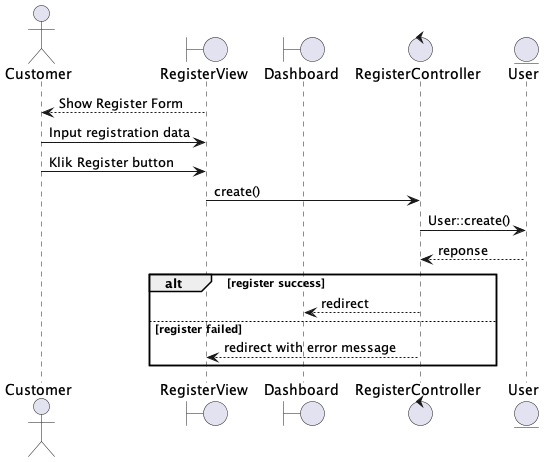 Customer RegisterView Dashboard RegisterController User
Show Register Form
Input registration data
Klik Register button
create()
User::create()
reponse
alt [register success]
redirect
[register failed]
redirect with error message
Customer RegisterView Dashboard RegisterController User